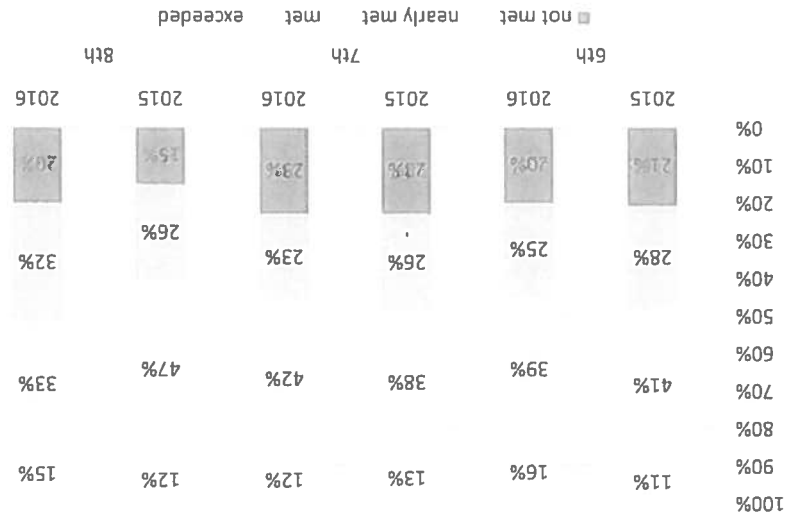 100%
90% 11% 16% 13% 12% 12% 15%
80%
70% 41% 39% 38% 42% 47% 33%
60%
50%
40%
30% 28% 25% 26% 23% 26% 32%
20%
10% 21% 20% 23% 23% 15% 20%
0%
2015 2016 2015 2016 2015 2016
6th 7th 8th
not met nearly met met exceeded